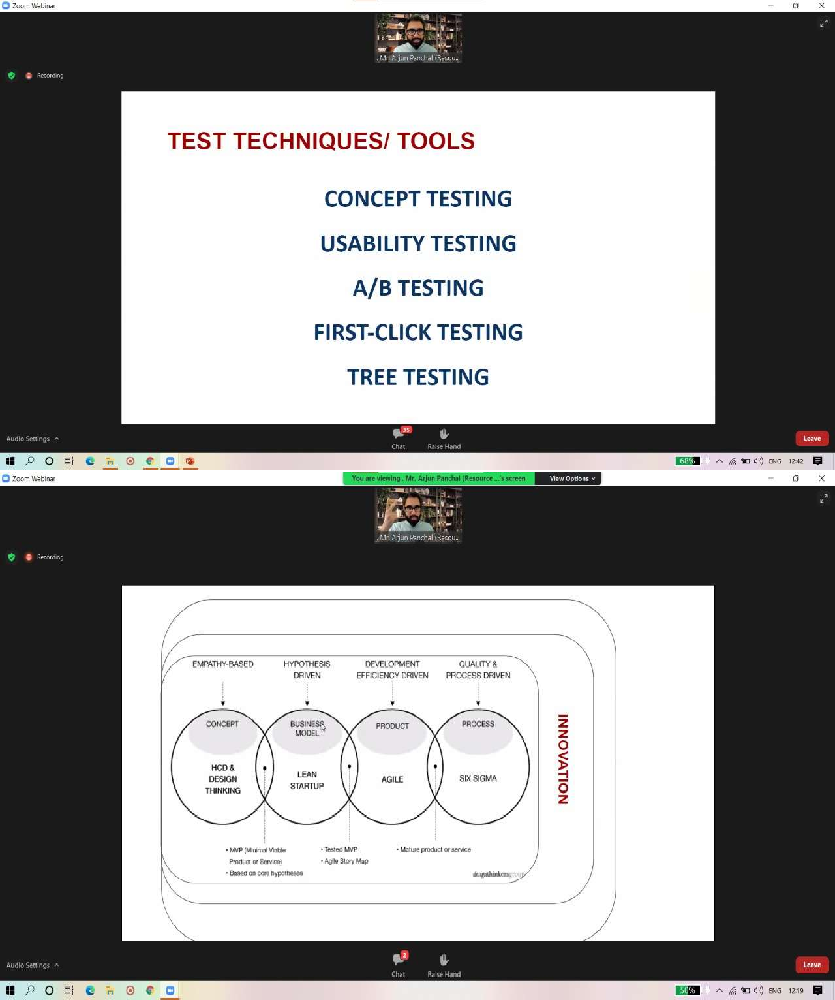 Zoom Webinar
. Mr. Arjun Panchal (Resou...
Recording
TEST TECHNIQUES/ TOOLS
CONCEPT TESTING
USABILITY TESTING
A/B TESTING
FIRST-CLICK TESTING
TREE TESTING
Audio Settings
35
Chat
Raise Hand
Leave
68%
ENG
12:42
Zoom Webinar
You are viewing . Mr. Arjun Panchal (Resource ...'s screen
View Options
. Mr. Arjun Panchal (Resou...
Recording
EMPATHY-BASED
HYPOTHESIS
DRIVEN
DEVELOPMENT
EFFICIENCY DRIVEN
QUALITY &
PROCESS DRIVEN
CONCEPT
BUSINESS
MODEL
PRODUCT
PROCESS
HCD &
DESIGN
THINKING
LEAN
STARTUP
AGILE
SIX SIGMA
INNOVATION
• MVP (Minimal Viable
Product or Service)
• Based on core hypotheses
• Tested MVP
• Agile Story Map
• Mature product or service
designthinkersgroup
Audio Settings
2
Chat
Raise Hand
Leave
50%
ENG
12:19